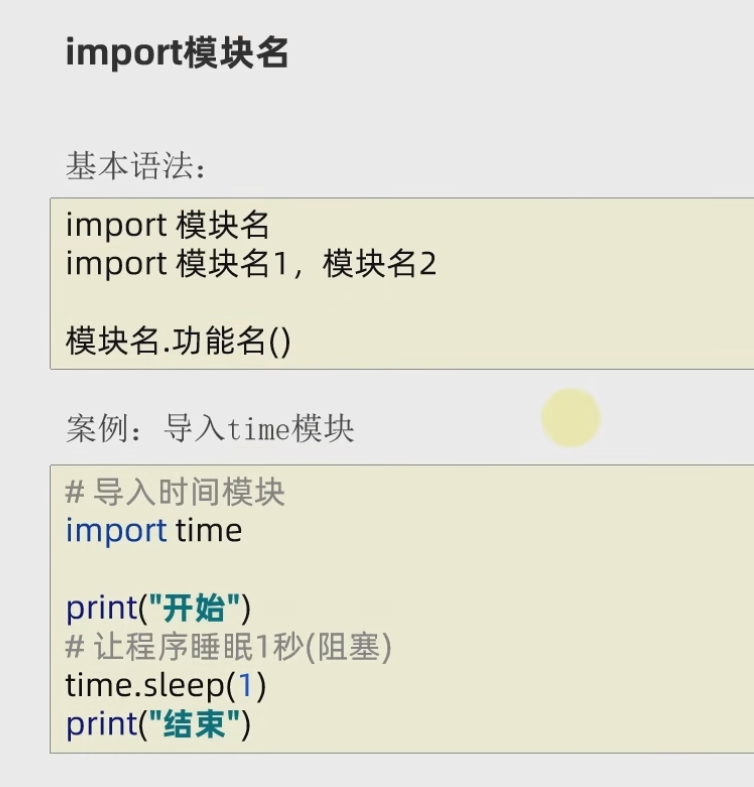 import模块名
基本语法：
import 模块名
import 模块名1，模块名2
模块名.功能名()
案例：导入time模块
# 导入时间模块
import time
print("开始")
# 让程序睡眠1秒(阻塞)
time.sleep(1)
print("结束")